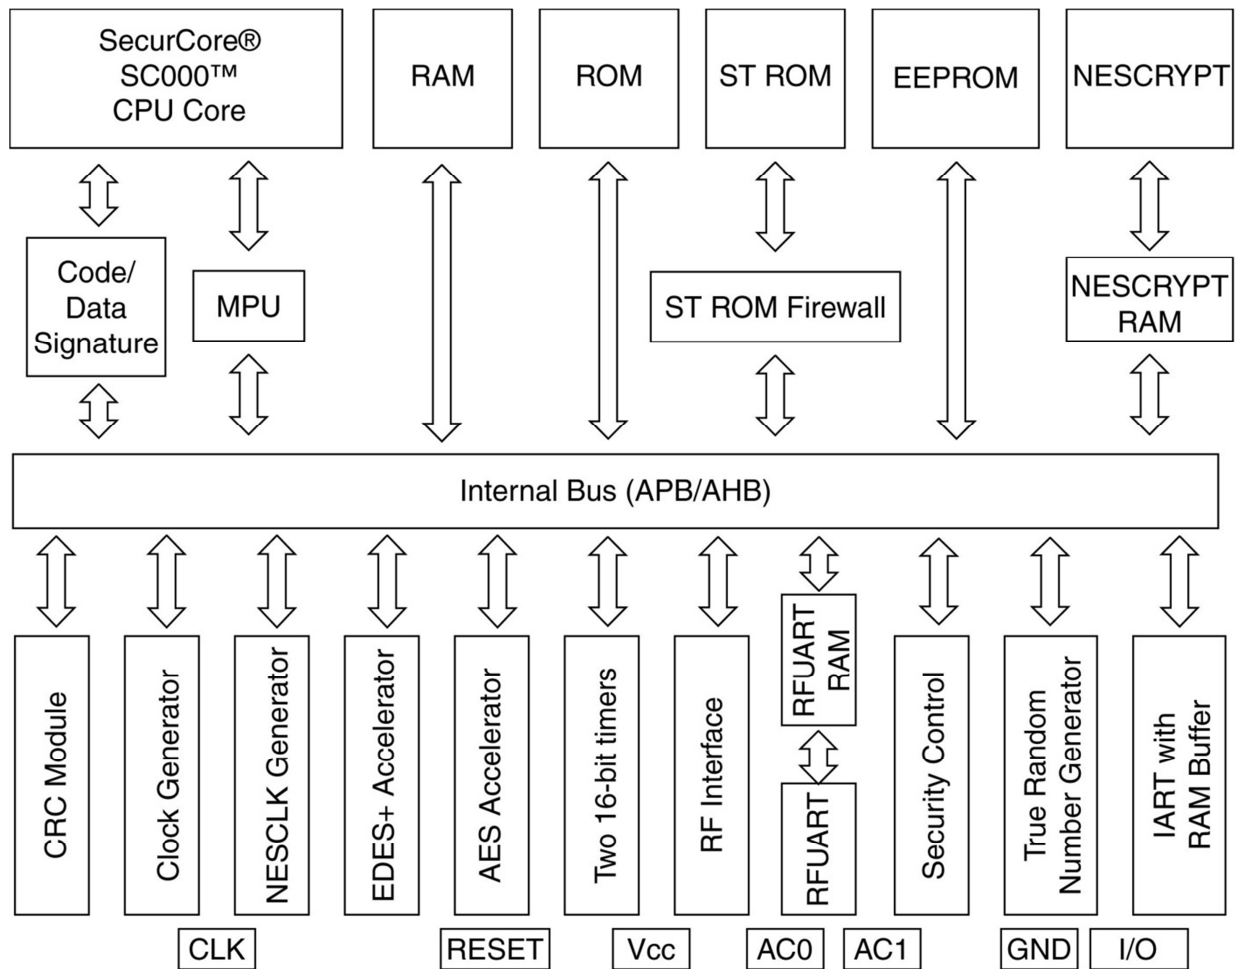 SecurCore®
SC000™
CPU Core
RAM
ROM
ST ROM
EEPROM
NESCRYPT
Code/
Data
Signature
MPU
ST ROM Firewall
NESCRYPT
RAM
Internal Bus (APB/AHB)
CRC Module
Clock Generator
NESCLK Generator
EDES+ Accelerator
AES Accelerator
Two 16-bit timers
RF Interface
RFUART
RAM
RFUART
Security Control
True Random
Number Generator
IART with
RAM Buffer
CLK
RESET
Vcc
AC0
AC1
GND
I/O